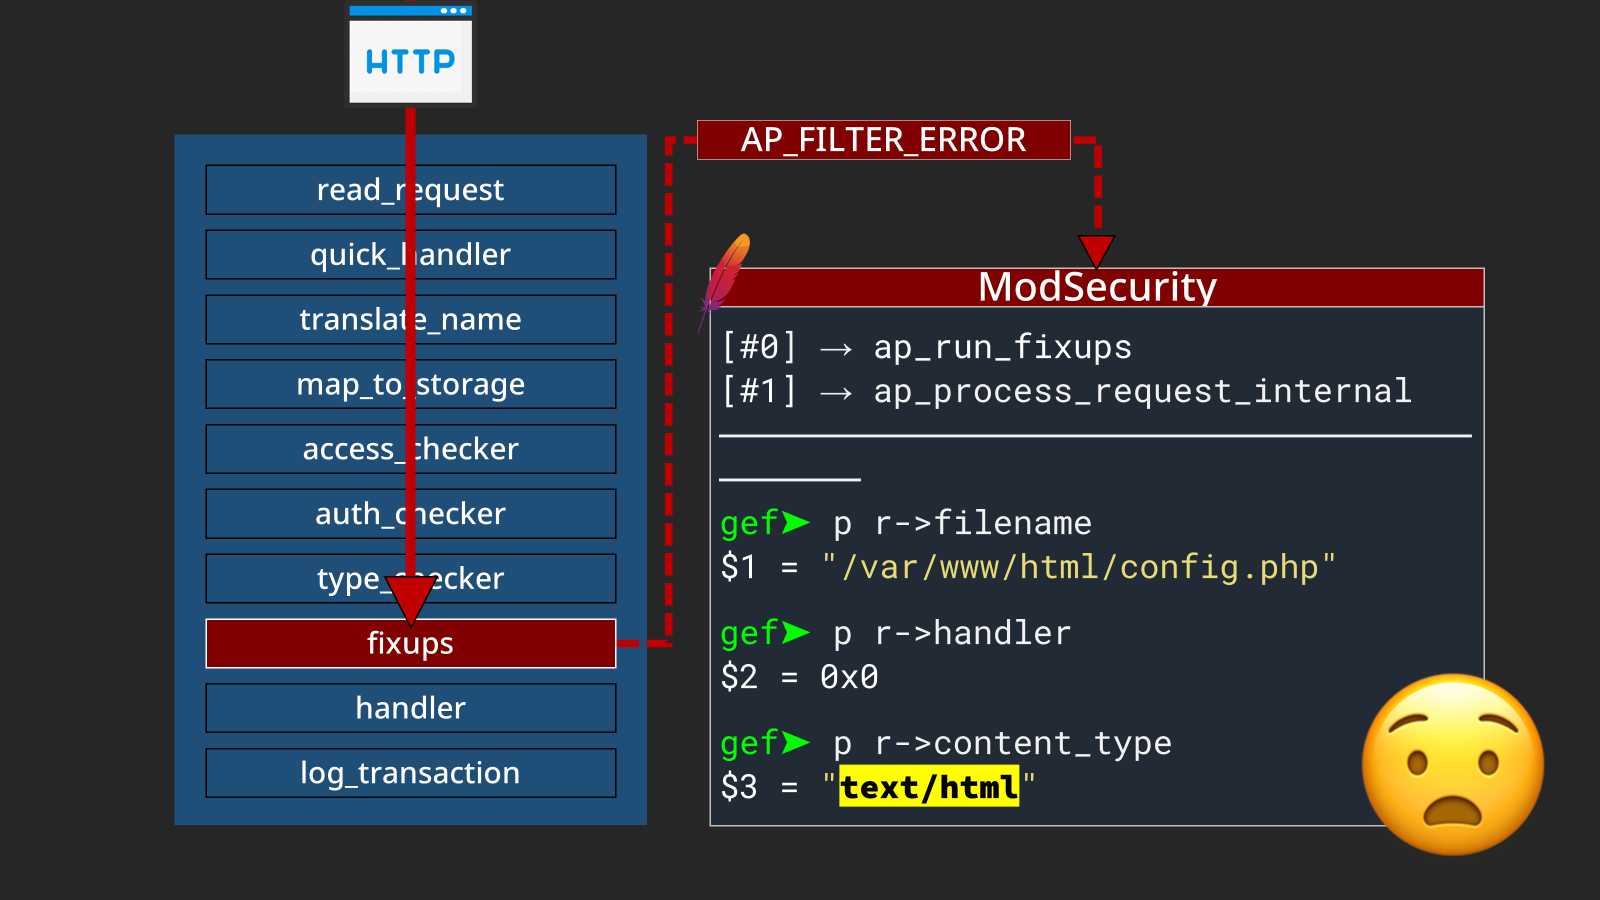 HTTP
read_request
quick_handler
translate_name
map_to_storage
access_checker
auth_checker
type_checker
fixups
handler
log_transaction
AP_FILTER_ERROR
ModSecurity
[#0] → ap_run_fixups
[#1] → ap_process_request_internal
gef➤ p r->filename
$1 = "/var/www/html/config.php"
gef➤ p r->handler
$2 = 0x0
gef➤ p r->content_type
$3 = "text/html"